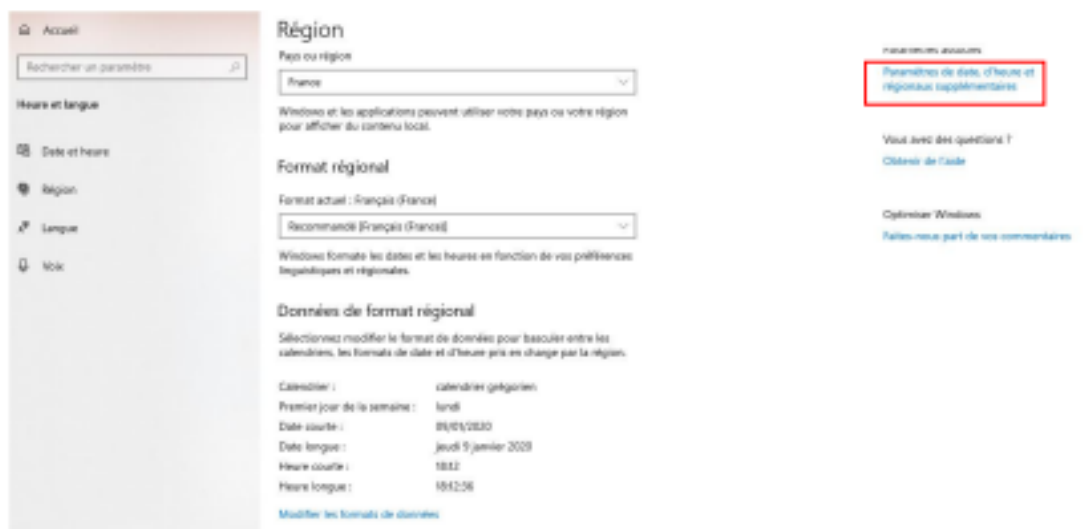 Accueil
Rechercher un paramètre
Heure et langue
Date et heure
Région
Langue
Voix
Région
Pays ou région
France
Windows et les applications peuvent utiliser votre pays ou votre région
pour afficher du contenu local.
Format régional
Format actuel : Français (France)
Recommandé [Français (France)]
Windows formate les dates et les heures en fonction de vos préférences
linguistiques et régionales.
Données de format régional
Sélectionnez modifier le format de données pour basculer entre les
calendriers, les formats de date et d'heure pris en charge par la région.
Calendrier : calendrier grégorien
Premier jour de la semaine : lundi
Date courte : 09/01/2020
Date longue : jeudi 9 janvier 2020
Heure courte : 18:12
Heure longue : 18:12:36
Modifier les formats de données
Paramètres associés
Paramètres de date, d'heure et
régionaux supplémentaires
Vous avez des questions ?
Obtenir de l'aide
Optimiser Windows
Faites-nous part de vos commentaires